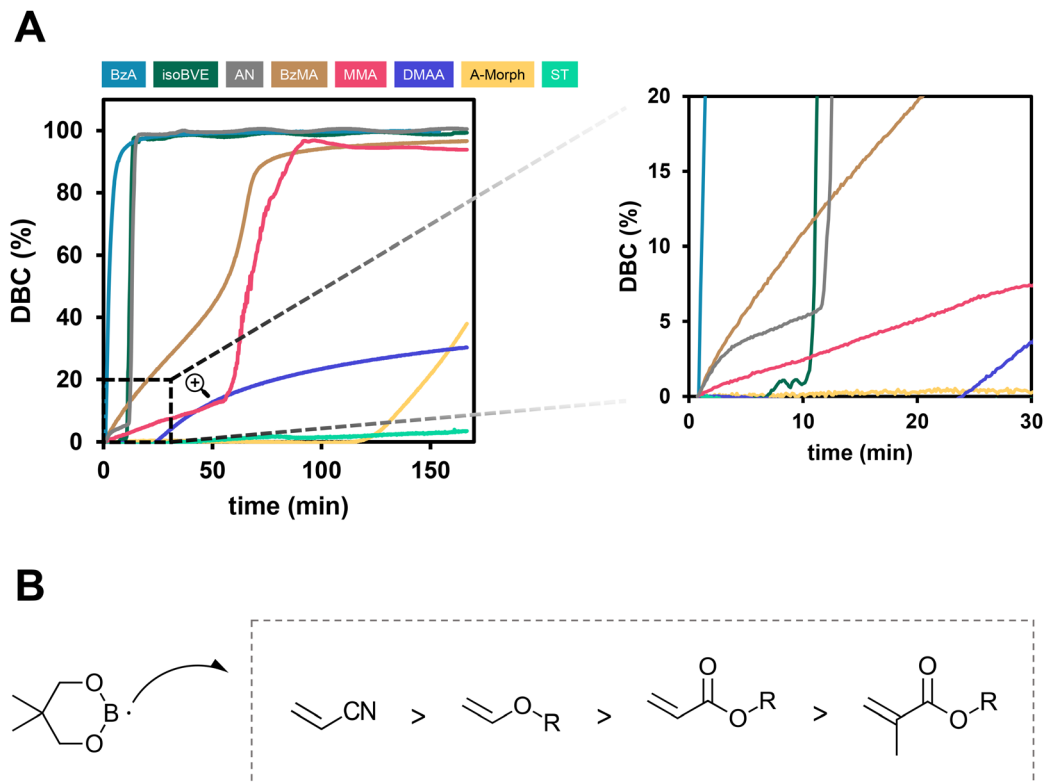 A
BzA isoBVE AN BzMA MMA DMAA A-Morph ST
DBC (%)
100
80
60
40
20
0
0 50 100 150
time (min)
DBC (%)
20
15
10
5
0
0 10 20 30
time (min)
B
O
B·
O
CN
>
O
R
>
O
O
R
>
O
O
R